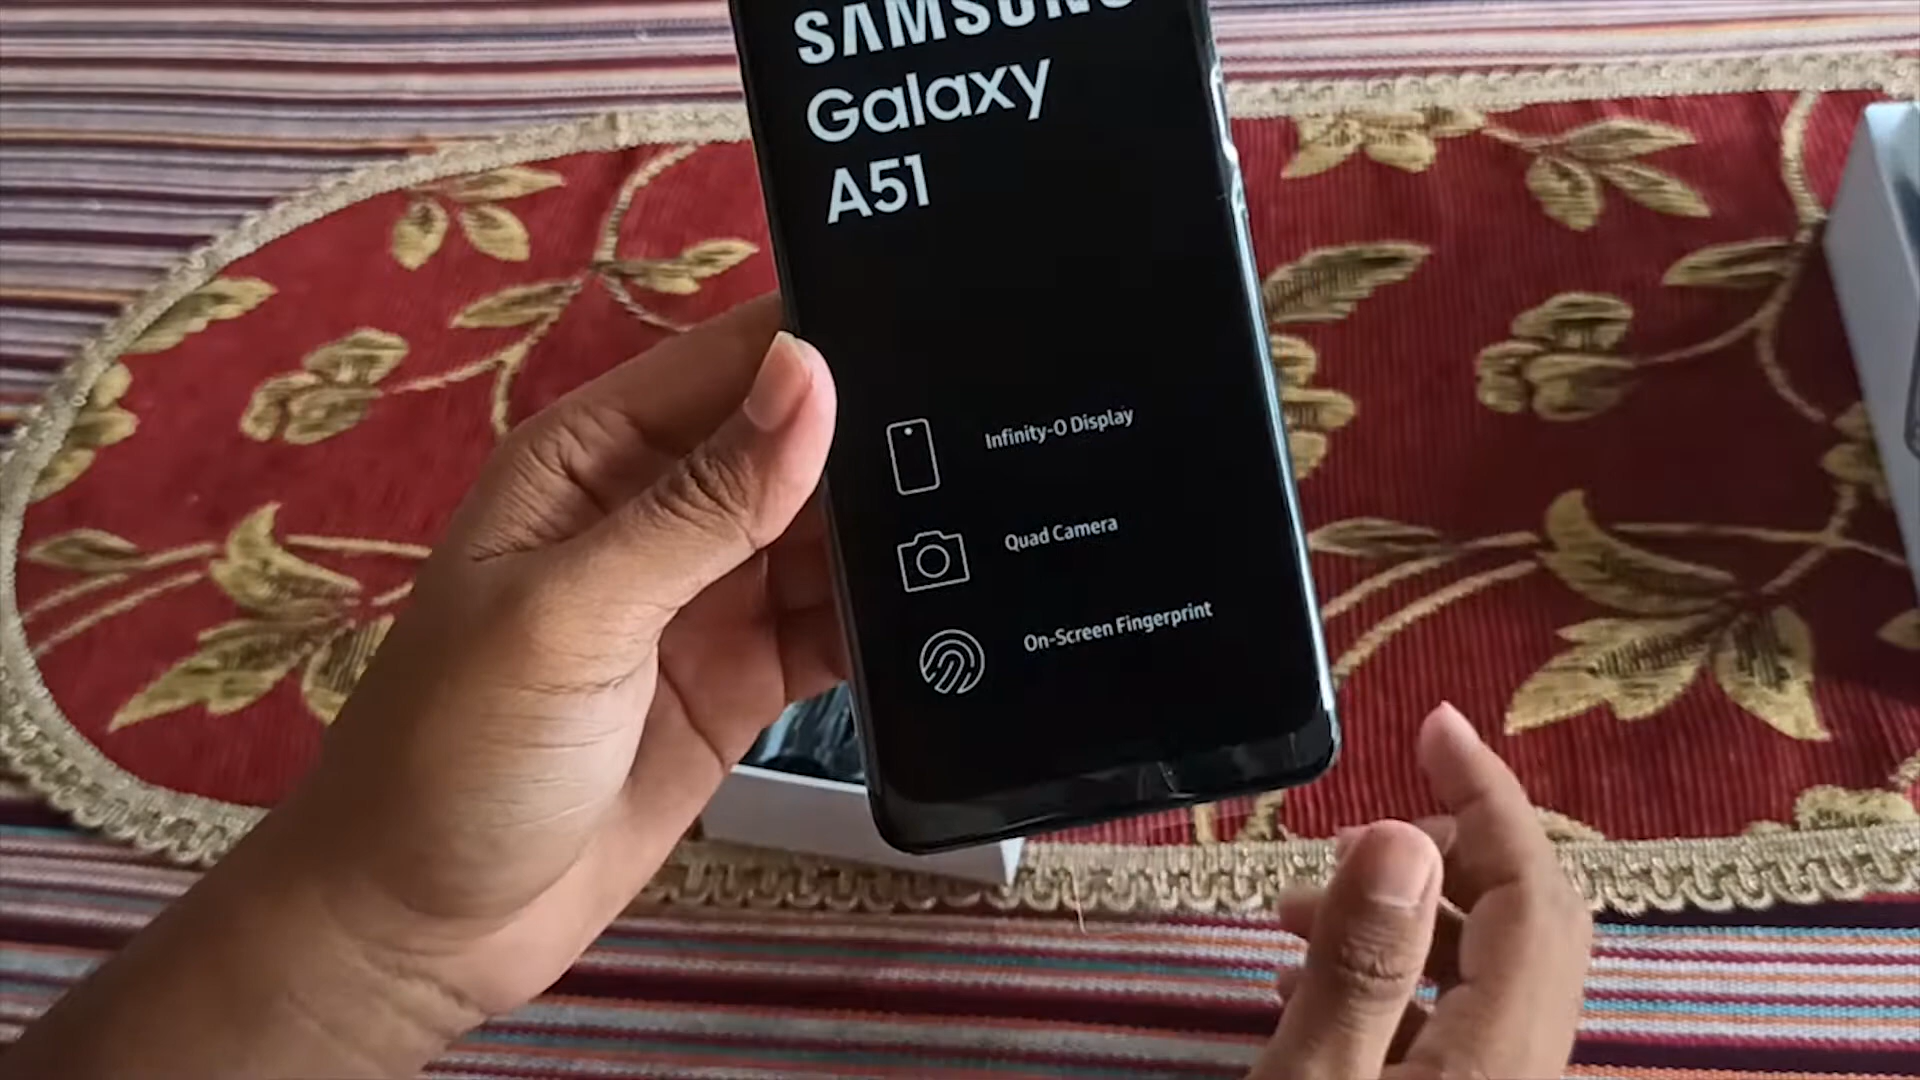 SAMSUNG
Galaxy
A51
Infinity-O Display
Quad Camera
On-Screen Fingerprint